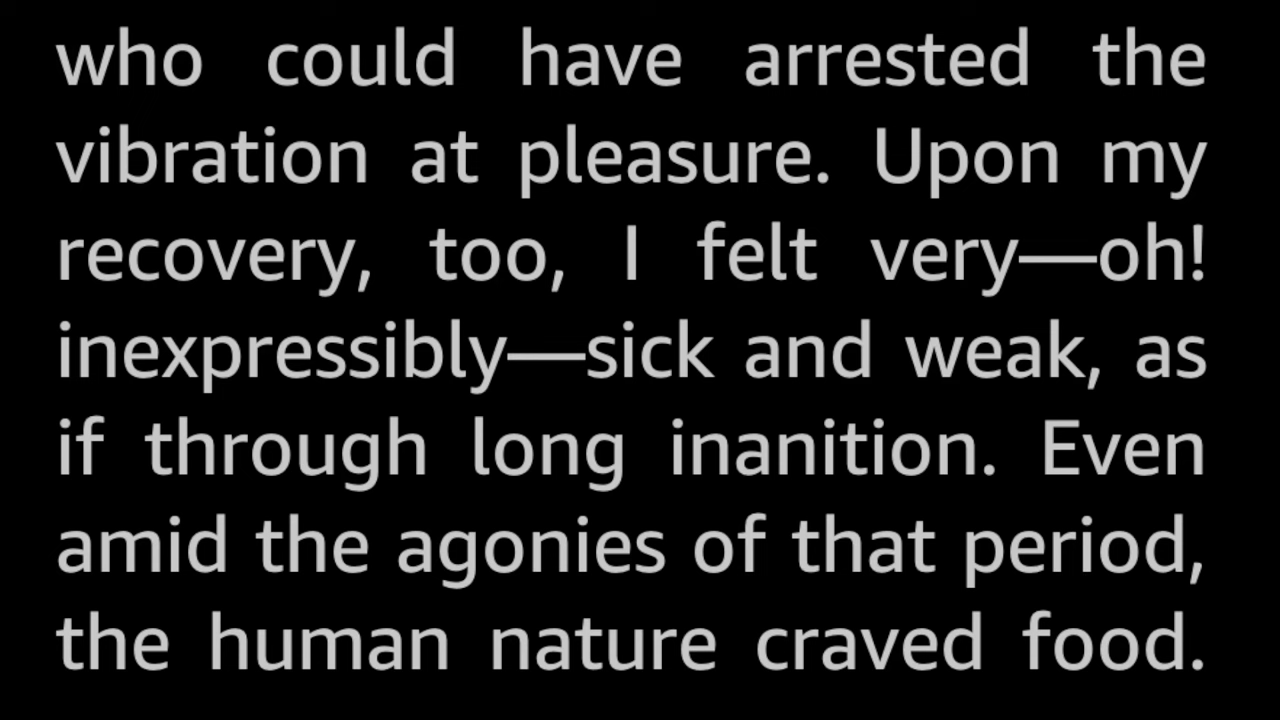 who could have arrested the
vibration at pleasure. Upon my
recovery, too, I felt very—oh!
inexpressibly—sick and weak, as
if through long inanition. Even
amid the agonies of that period,
the human nature craved food.